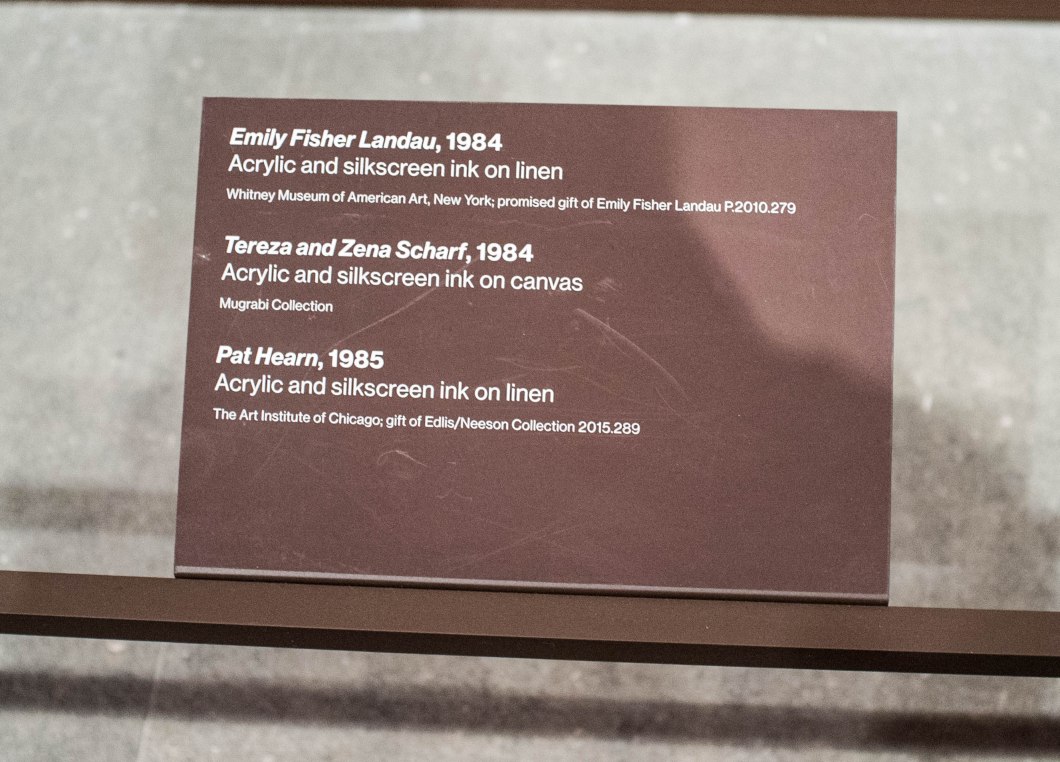 Emily Fisher Landau, 1984
Acrylic and silkscreen ink on linen
Whitney Museum of American Art, New York; promised gift of Emily Fisher Landau P.2010.279
Tereza and Zena Scharf, 1984
Acrylic and silkscreen ink on canvas
Mugrabi Collection
Pat Hearn, 1985
Acrylic and silkscreen ink on linen
The Art Institute of Chicago; gift of Edlis/Neeson Collection 2015.289